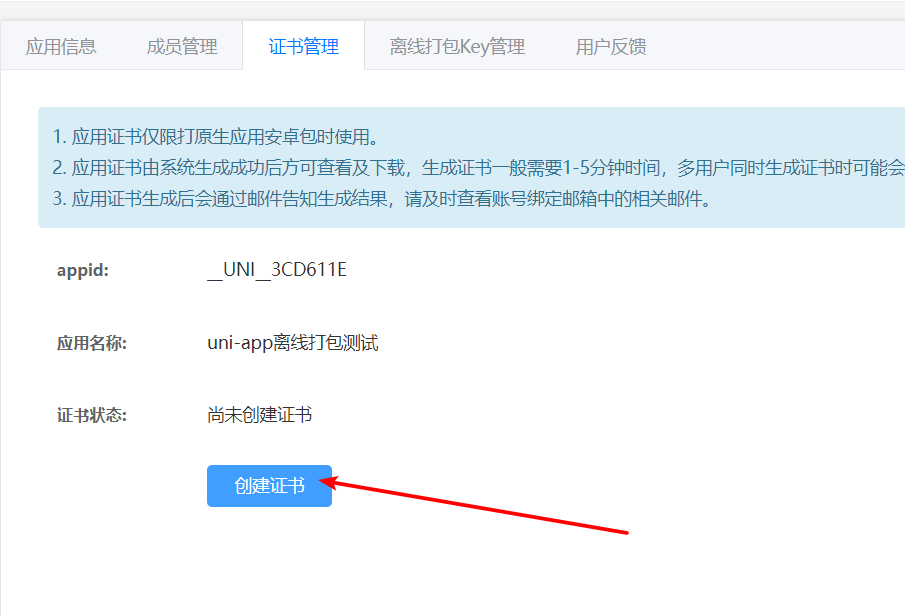 应用信息 成员管理 证书管理 离线打包Key管理 用户反馈
1. 应用证书仅限打原生应用安卓包时使用。
2. 应用证书由系统生成成功后方可查看及下载，生成证书一般需要1-5分钟时间，多用户同时生成证书时可能会
3. 应用证书生成后会通过邮件告知生成结果，请及时查看账号绑定邮箱中的相关邮件。
appid: __UNI__3CD611E
应用名称: uni-app离线打包测试
证书状态: 尚未创建证书
创建证书